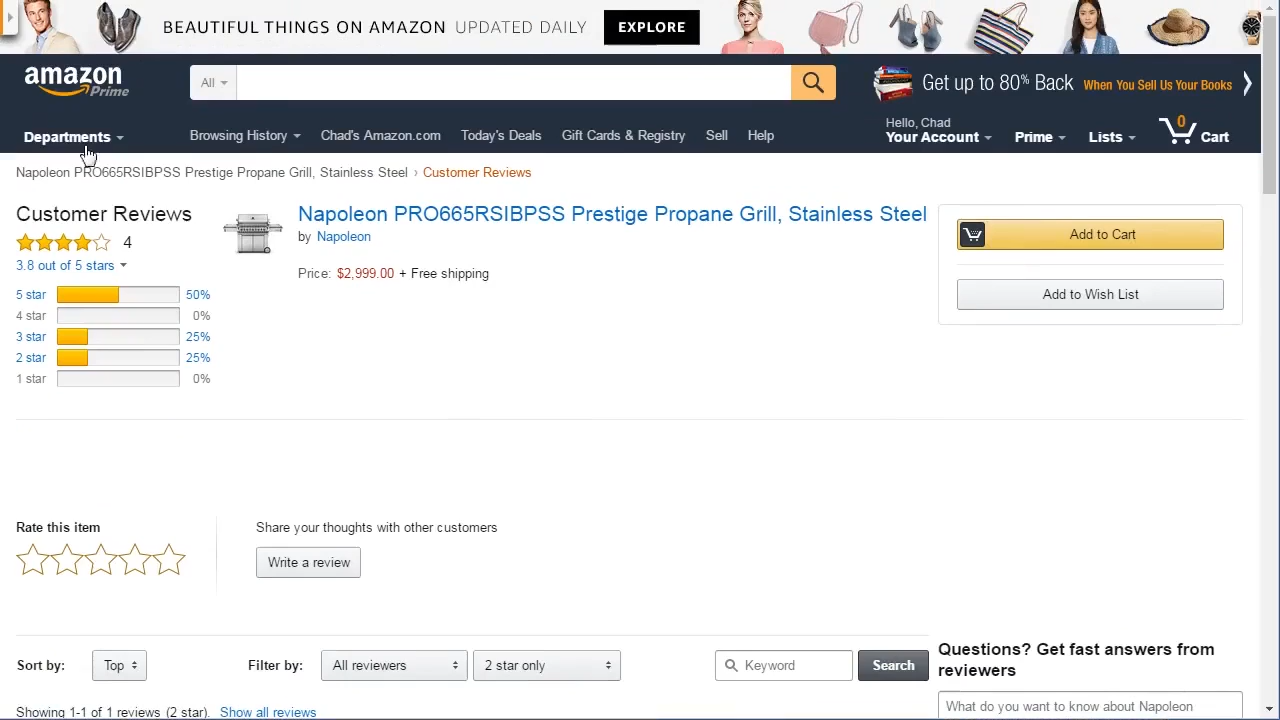 BEAUTIFUL THINGS ON AMAZON UPDATED DAILY EXPLORE
amazon Prime
All
Get up to 80% Back When You Sell Us Your Books
Departments
Browsing History
Chad's Amazon.com
Today's Deals
Gift Cards & Registry
Sell
Help
Hello, Chad
Your Account
Prime
Lists
0
Cart
Napoleon PRO665RSIBPSS Prestige Propane Grill, Stainless Steel › Customer Reviews
Customer Reviews
4
3.8 out of 5 stars
5 star 50%
4 star 0%
3 star 25%
2 star 25%
1 star 0%
Napoleon PRO665RSIBPSS Prestige Propane Grill, Stainless Steel
by Napoleon
Price: $2,999.00 + Free shipping
Add to Cart
Add to Wish List
Rate this item
Share your thoughts with other customers
Write a review
Sort by: Top
Filter by: All reviewers 2 star only
Keyword Search
Showing 1-1 of 1 reviews (2 star). Show all reviews
Questions? Get fast answers from
reviewers
What do you want to know about Napoleon